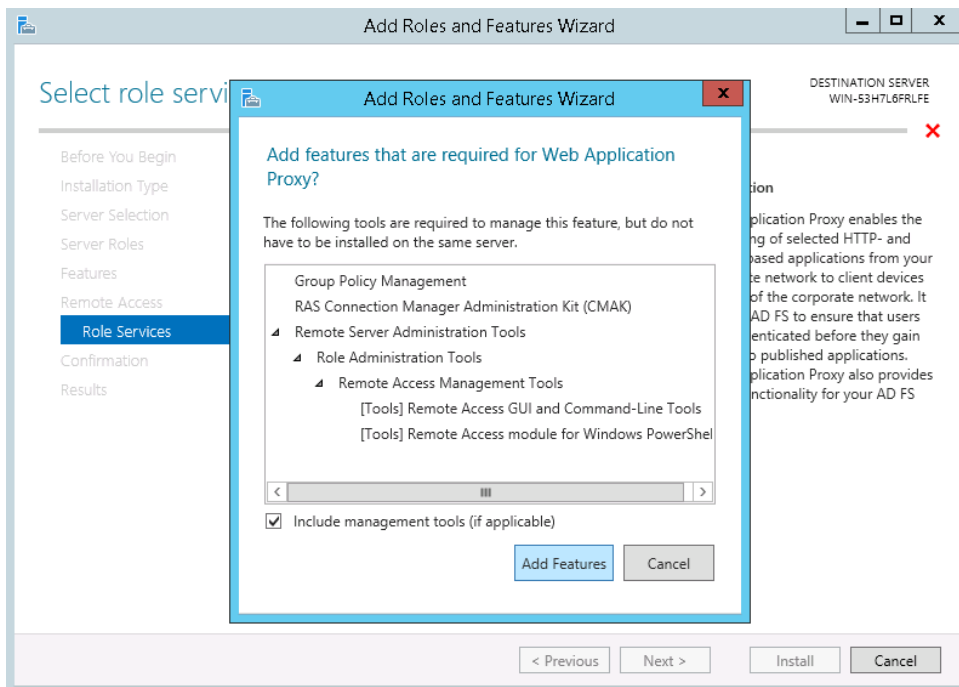 Add Roles and Features Wizard
Select role servi
DESTINATION SERVER
WIN-53H7L6FRLFE
Before You Begin
Installation Type
Server Selection
Server Roles
Features
Remote Access
Role Services
Confirmation
Results
Add Roles and Features Wizard
Add features that are required for Web Application
Proxy?
The following tools are required to manage this feature, but do not
have to be installed on the same server.
Group Policy Management
RAS Connection Manager Administration Kit (CMAK)
Remote Server Administration Tools
Role Administration Tools
Remote Access Management Tools
[Tools] Remote Access GUI and Command-Line Tools
[Tools] Remote Access module for Windows PowerShel
Include management tools (if applicable)
Add Features
Cancel
tion
plication Proxy enables the
ng of selected HTTP- and
based applications from your
te network to client devices
of the corporate network. It
AD FS to ensure that users
enticated before they gain
o published applications.
plication Proxy also provides
nctionality for your AD FS
< Previous
Next >
Install
Cancel